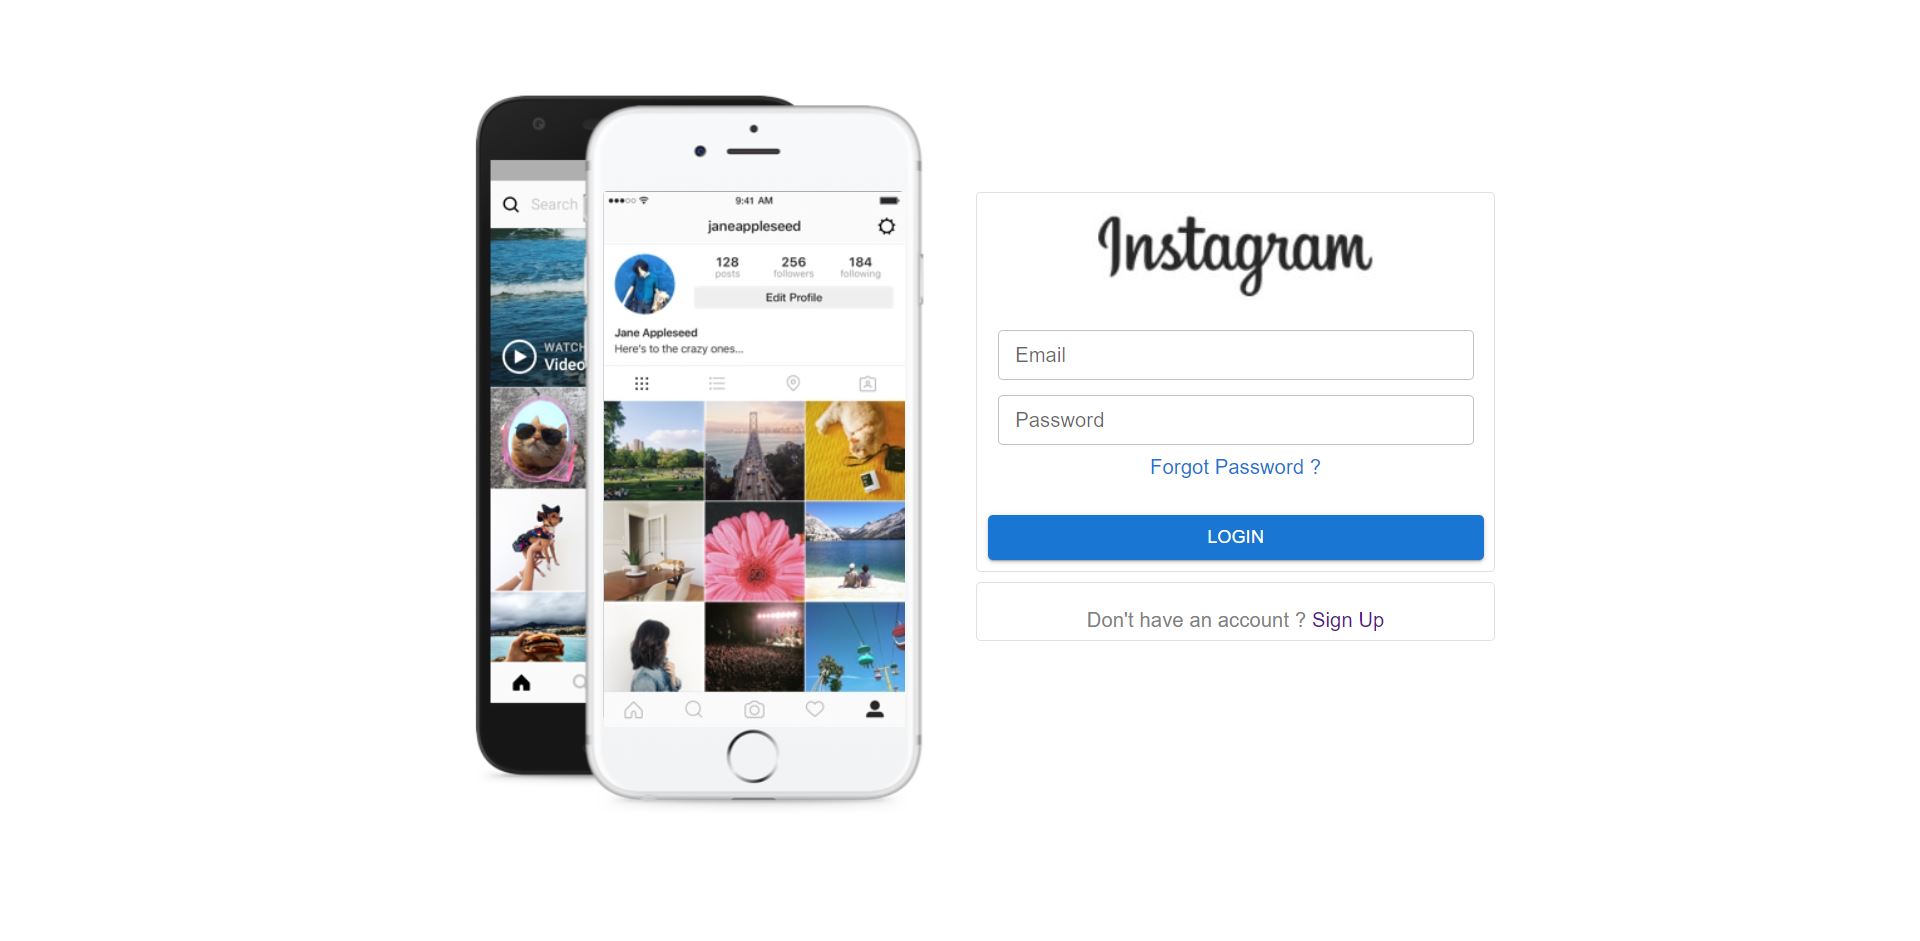 Search
WATCH
Video
9:41 AM
janeappleseed
128 256 184
posts followers following
Edit Profile
Jane Appleseed
Here's to the crazy ones...
Instagram
Email
Password
Forgot Password ?
LOGIN
Don't have an account ? Sign Up